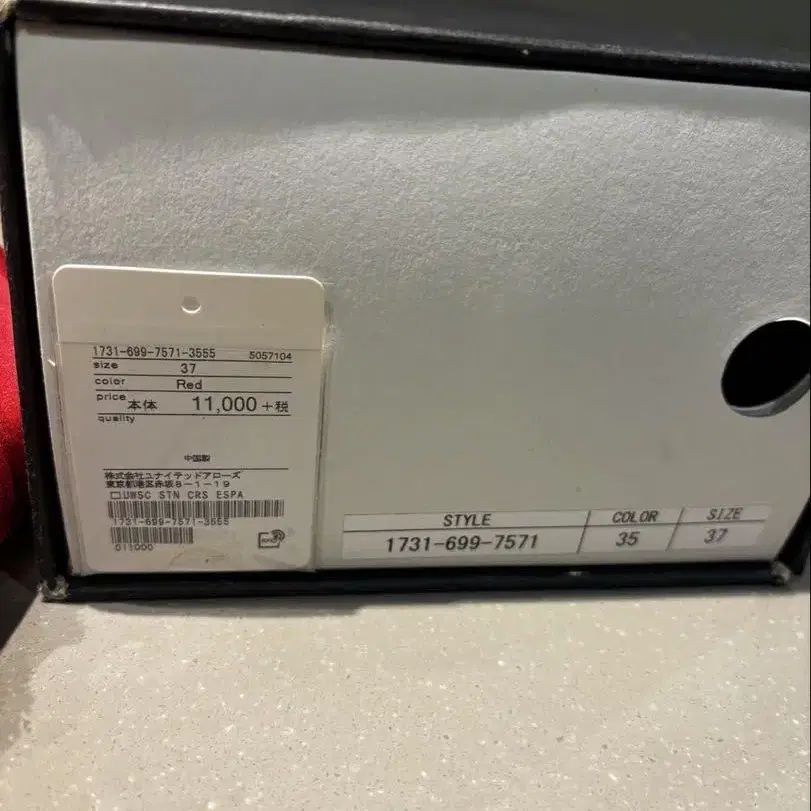 1731-699-7571-3555 5057104
size 37
color Red
price 本体 11,000+税
quality
中国製
株式会社ユナイテッドアローズ
東京都港区赤坂8-1-19
□UWSC STN CRS ESPA
1731-699-7571-3555
011000
STYLE COLOR SIZE
1731-699-7571 35 37